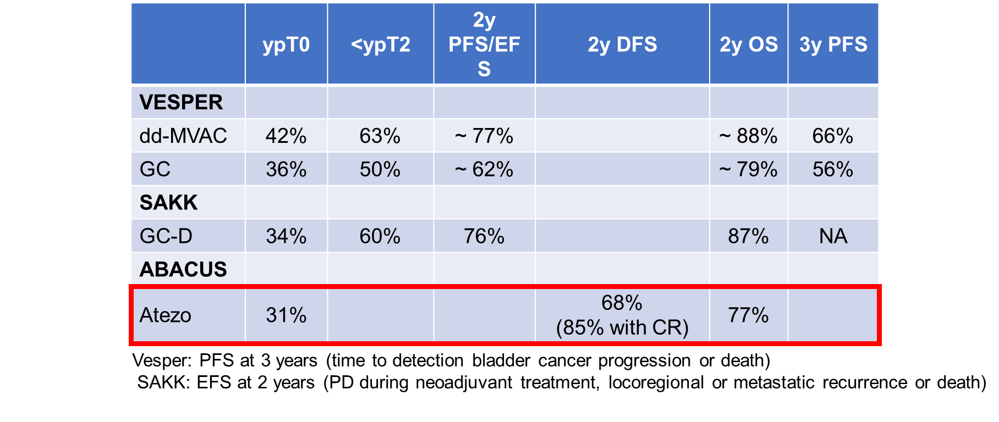 ypT0 <ypT2 2y PFS/EF S 2y DFS 2y OS 3y PFS
VESPER
dd-MVAC 42% 63% ~ 77% ~ 88% 66%
GC 36% 50% ~ 62% ~ 79% 56%
SAKK
GC-D 34% 60% 76% 87% NA
ABACUS
Atezo 31% 68% (85% with CR) 77%
Vesper: PFS at 3 years (time to detection bladder cancer progression or death)
SAKK: EFS at 2 years (PD during neoadjuvant treatment, locoregional or metastatic recurrence or death)